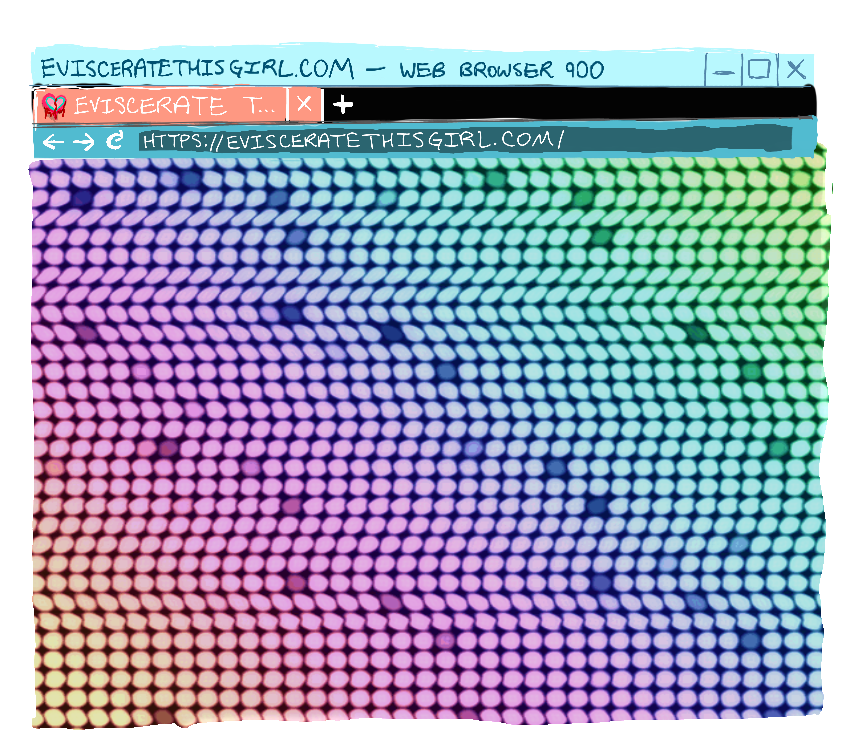 EVISCERATETHISGIRL.COM — WEB BROWSER 900
EVISCERATE T...
HTTPS://EVISCERATETHISGIRL.COM/